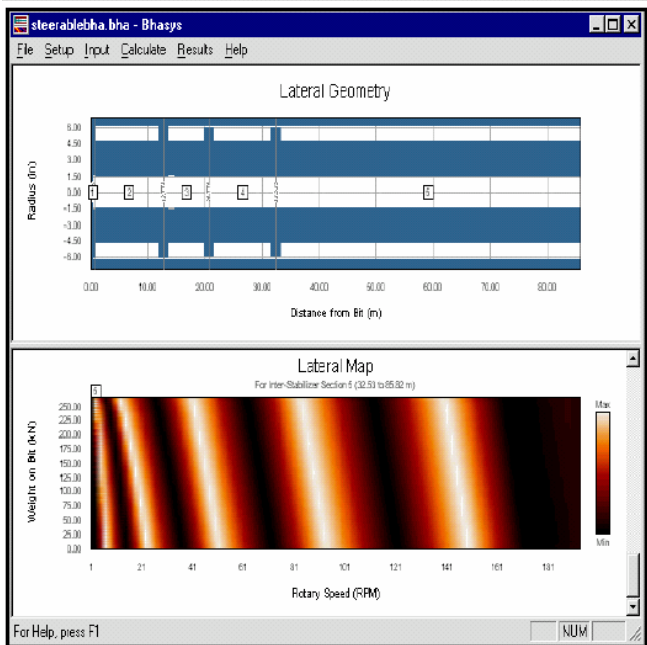 steerablebha.bha - Bhasys
File Setup Input Calculate Results Help
Lateral Geometry
Radius (in)
6.00
4.50
3.00
1.50
0.00
-1.50
-3.00
-4.50
-6.00
1 2 3 4 5
0.00 10.00 20.00 30.00 40.00 50.00 60.00 70.00 80.00
Distance from Bit (m)
Lateral Map
For Inter-Stabilizer Section 5 (32.53 to 85.82 m)
5
Weight on Bit (kN)
250.00
225.00
200.00
175.00
150.00
125.00
100.00
75.00
50.00
25.00
0.00
Max
Min
1 21 41 61 81 101 121 141 161 181
Rotary Speed (RPM)
For Help, press F1
NUM